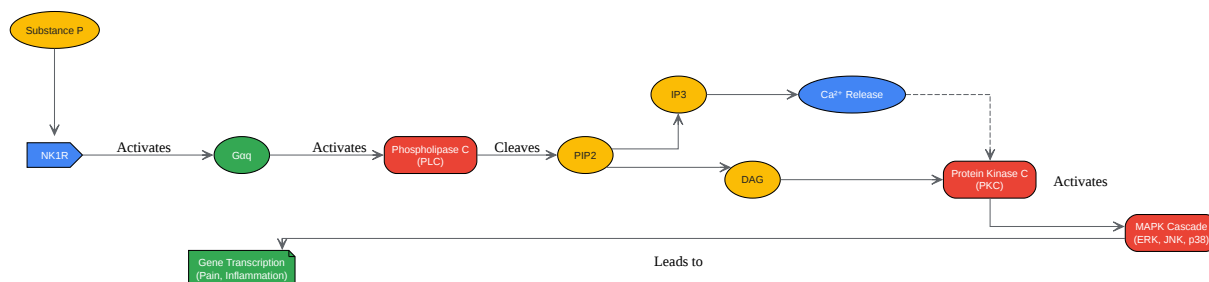 Substance P
IP3
Ca²⁺ Release
NK1R
Activates
Gαq
Activates
Phospholipase C
(PLC)
Cleaves
PIP2
DAG
Protein Kinase C
(PKC)
Activates
MAPK Cascade
(ERK, JNK, p38)
Leads to
Gene Transcription
(Pain, Inflammation)